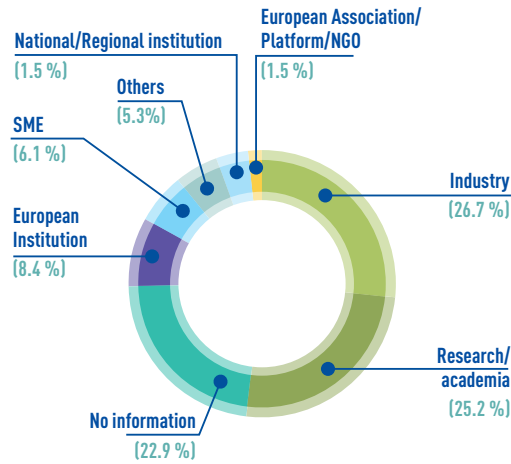 European Association/
Platform/NGO
(1.5 %)
National/Regional institution
(1.5 %)
Others
(5.3%)
SME
(6.1 %)
Industry
(26.7 %)
European
Institution
(8.4 %)
Research/
academia
(25.2 %)
No information
(22.9 %)